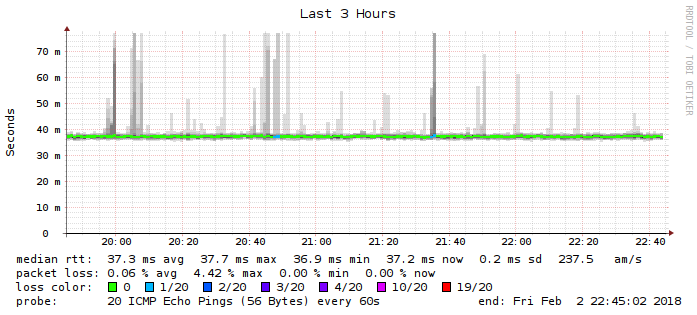 Last 3 Hours
RRDTOOL / TOBI OETIKER
Seconds
70 m
60 m
50 m
40 m
30 m
20 m
10 m
0
20:00 20:20 20:40 21:00 21:20 21:40 22:00 22:20 22:40
median rtt: 37.3 ms avg 37.7 ms max 36.9 ms min 37.2 ms now 0.2 ms sd 237.5 am/s
packet loss: 0.06 % avg 4.42 % max 0.00 % min 0.00 % now
loss color: 0 1/20 2/20 3/20 4/20 10/20 19/20
probe: 20 ICMP Echo Pings (56 Bytes) every 60s end: Fri Feb 2 22:45:02 2018